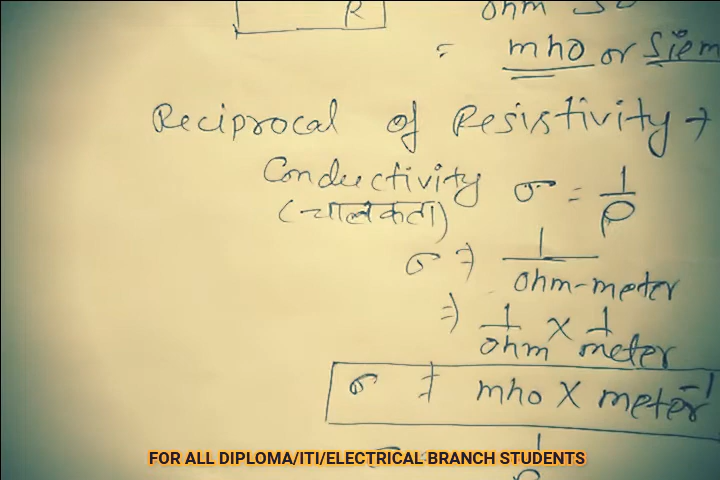 R
ohm
= mho or Siem
Reciprocal of Resistivity →
Conductivity σ = 1/ρ
(चालकता)
σ ⇒ 1/ohm-meter
⇒ 1/ohm × 1/meter
σ ⇒ mho × meter⁻¹
1
FOR ALL DIPLOMA/ITI/ELECTRICAL BRANCH STUDENTS